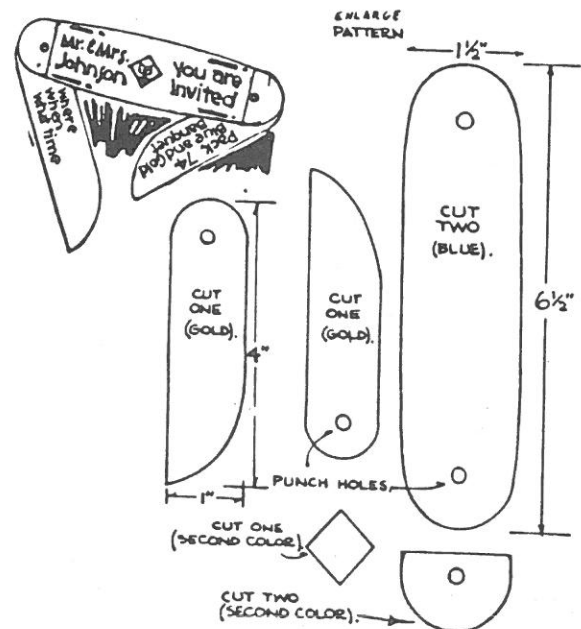 ENLARGE
PATTERN
1½"
Mr. & Mrs.
Johnson
You are
Invited
where
when
what time
Pack 74
Blue and Gold
Banquet
CUT
TWO
(BLUE).
6½"
CUT
ONE
(GOLD).
4"
1"
CUT
ONE
(GOLD).
PUNCH HOLES.
CUT ONE
(SECOND COLOR).
CUT TWO
(SECOND COLOR).